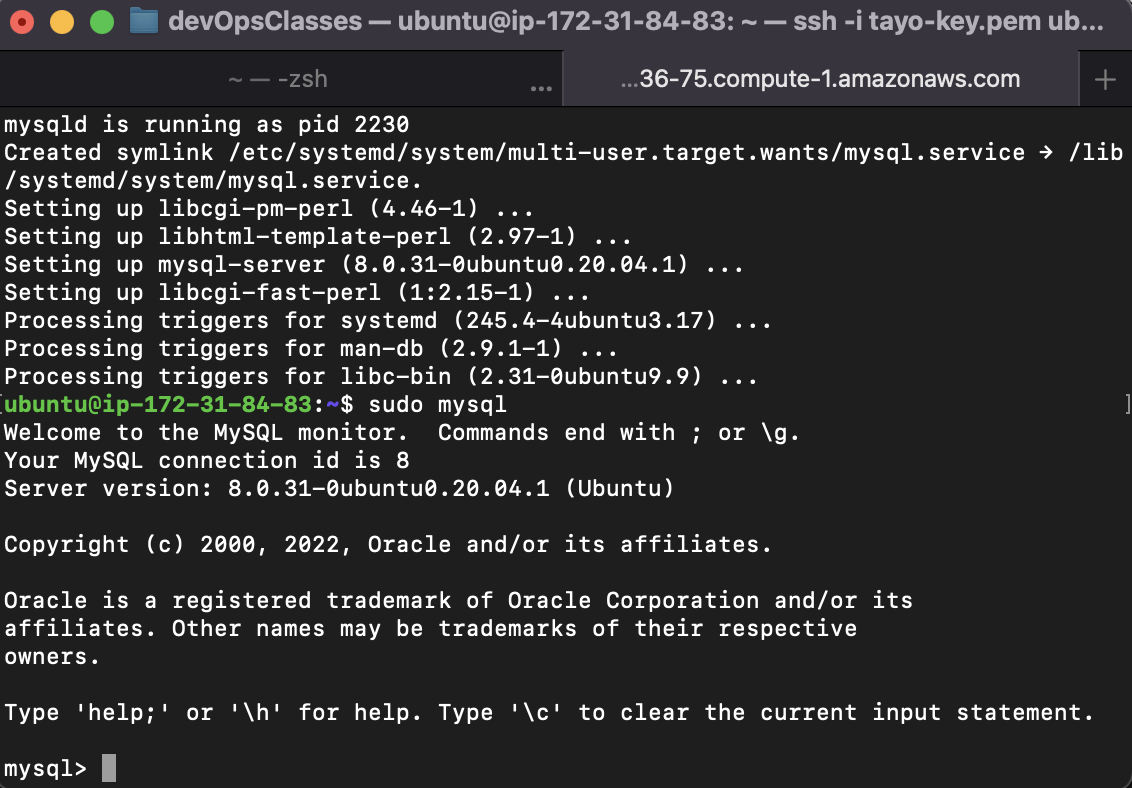 devOpsClasses — ubuntu@ip-172-31-84-83: ~ — ssh -i tayo-key.pem ub...
~ — -zsh ... ...36-75.compute-1.amazonaws.com +
mysqld is running as pid 2230
Created symlink /etc/systemd/system/multi-user.target.wants/mysql.service → /lib
/systemd/system/mysql.service.
Setting up libcgi-pm-perl (4.46-1) ...
Setting up libhtml-template-perl (2.97-1) ...
Setting up mysql-server (8.0.31-0ubuntu0.20.04.1) ...
Setting up libcgi-fast-perl (1:2.15-1) ...
Processing triggers for systemd (245.4-4ubuntu3.17) ...
Processing triggers for man-db (2.9.1-1) ...
Processing triggers for libc-bin (2.31-0ubuntu9.9) ...
[ubuntu@ip-172-31-84-83:~$ sudo mysql ]
Welcome to the MySQL monitor.  Commands end with ; or \g.
Your MySQL connection id is 8
Server version: 8.0.31-0ubuntu0.20.04.1 (Ubuntu)
Copyright (c) 2000, 2022, Oracle and/or its affiliates.
Oracle is a registered trademark of Oracle Corporation and/or its
affiliates. Other names may be trademarks of their respective
owners.
Type 'help;' or '\h' for help. Type '\c' to clear the current input statement.
mysql>